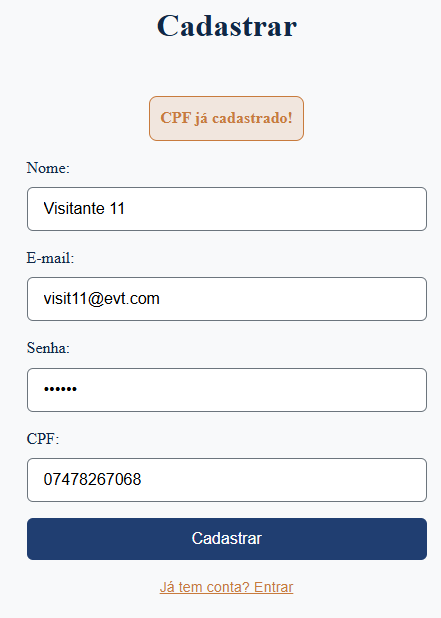 Cadastrar
CPF já cadastrado!
Nome:
Visitante 11
E-mail:
visit11@evt.com
Senha:
••••••
CPF:
07478267068
Cadastrar
Já tem conta? Entrar